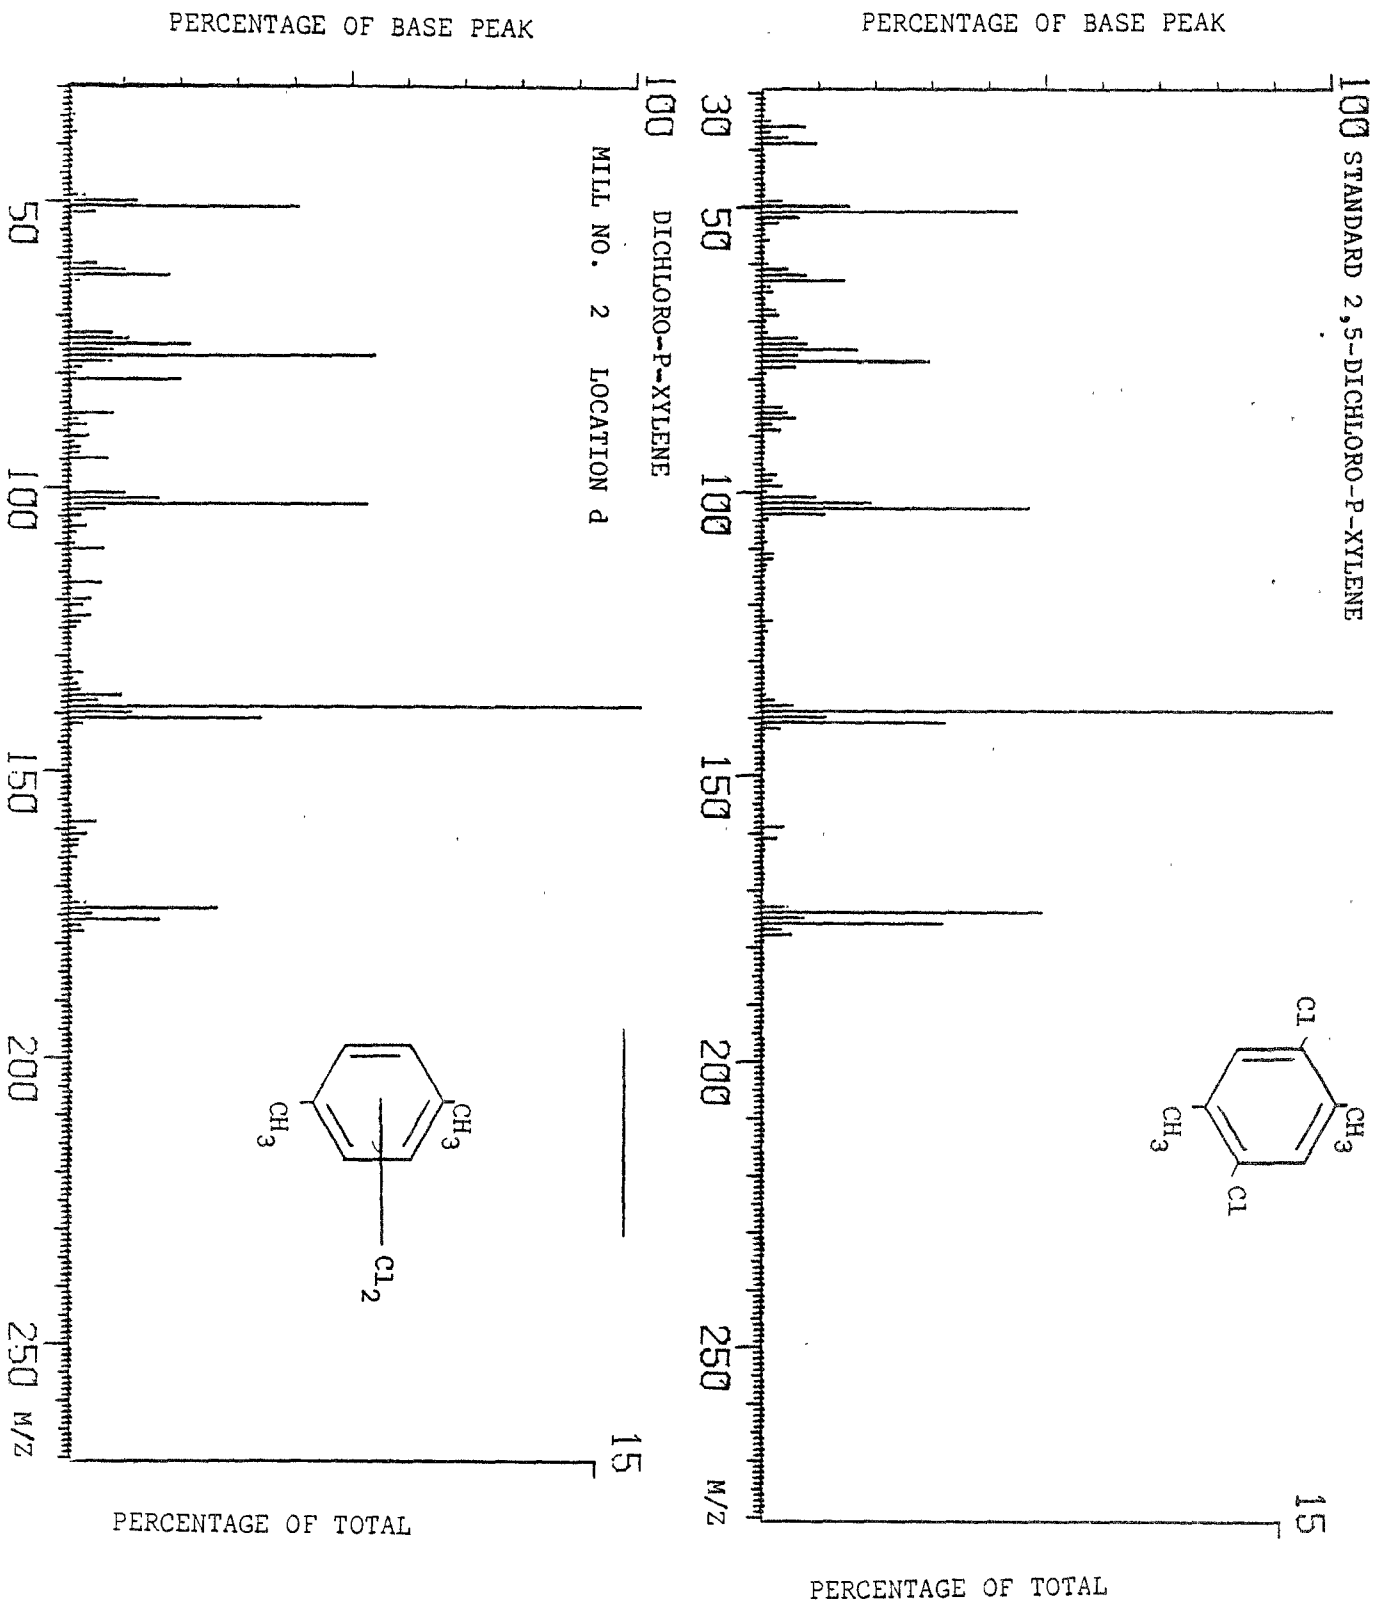 PERCENTAGE OF BASE PEAK
100
STANDARD 2,5-DICHLORO-P-XYLENE
30
50
100
150
200
250
M/Z
Cl
CH3
CH3
Cl
15
PERCENTAGE OF TOTAL
PERCENTAGE OF BASE PEAK
100
DICHLORO-P-XYLENE
MILL NO. 2 LOCATION d
50
100
150
200
250
M/Z
CH3
CH3
Cl2
15
PERCENTAGE OF TOTAL